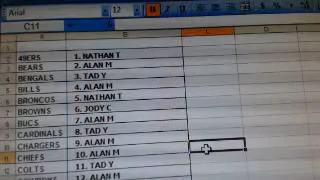 Arial 12 B I U
C11
A B C
49ERS 1. NATHAN T
BEARS 2. ALAN M
BENGALS 3. TAD Y
BILLS 4. ALAN M
BRONCOS 5. NATHAN T
BROWNS 6. JODY C
BUCS 7. ALAN M
CARDINALS 8. TAD Y
CHARGERS 9. ALAN M
CHIEFS 10. ALAN M
COLTS 11. TAD Y
12. ALAN M